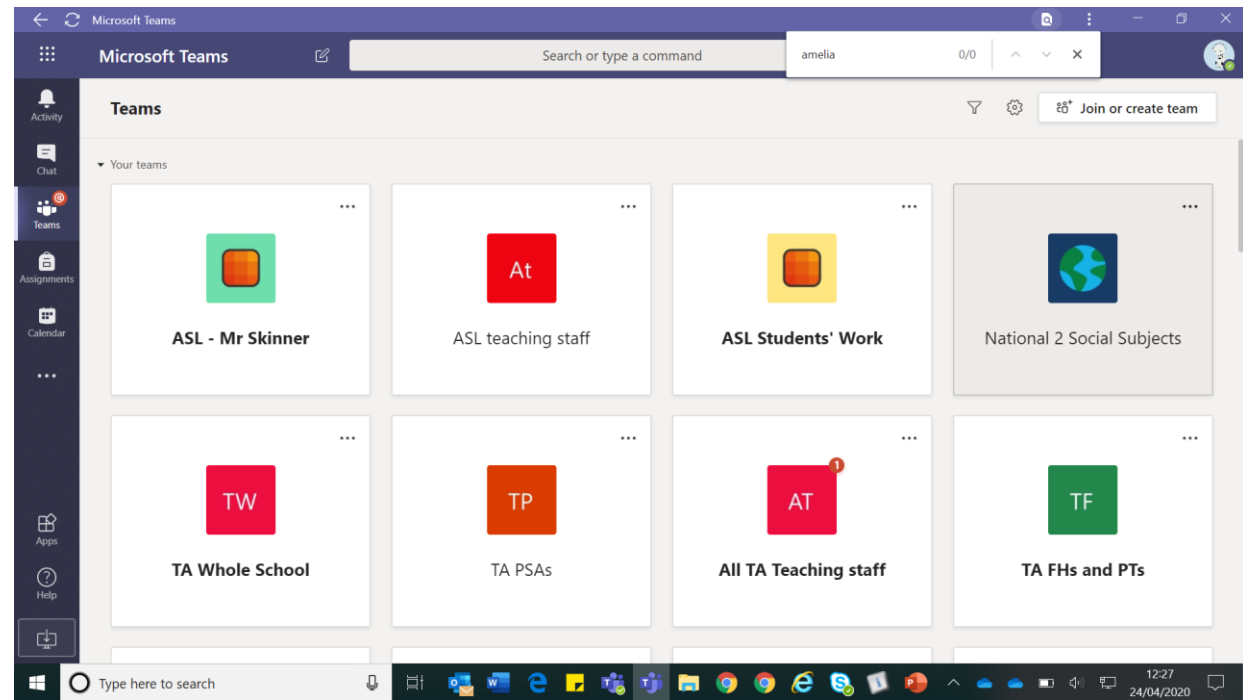 Microsoft Teams
Microsoft Teams
Search or type a command
amelia 0/0
Activity
Chat
Teams
Assignments
Calendar
Apps
Help
Teams
Join or create team
Your teams
ASL - Mr Skinner
At
ASL teaching staff
ASL Students' Work
National 2 Social Subjects
TW
TA Whole School
TP
TA PSAs
1
AT
All TA Teaching staff
TF
TA FHs and PTs
Type here to search
12:27
24/04/2020